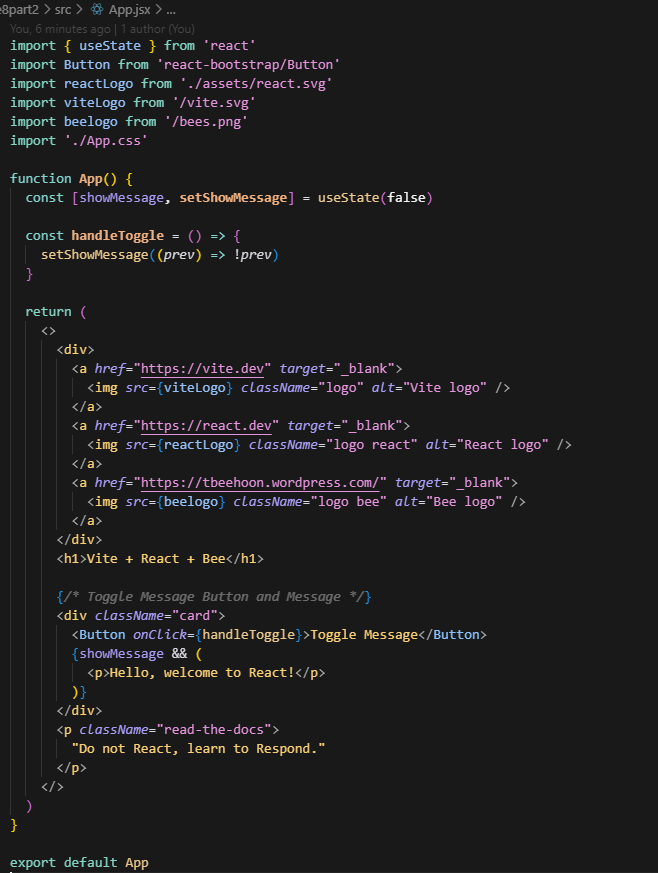 e8part2 > src > App.jsx > ...
You, 6 minutes ago | 1 author (You)
import { useState } from 'react'
import Button from 'react-bootstrap/Button'
import reactLogo from './assets/react.svg'
import viteLogo from '/vite.svg'
import beelogo from '/bees.png'
import './App.css'

function App() {
  const [showMessage, setShowMessage] = useState(false)

  const handleToggle = () => {
    setShowMessage((prev) => !prev)
  }

  return (
    <>
      <div>
        <a href="https://vite.dev" target="_blank">
          <img src={viteLogo} className="logo" alt="Vite logo" />
        </a>
        <a href="https://react.dev" target="_blank">
          <img src={reactLogo} className="logo react" alt="React logo" />
        </a>
        <a href="https://tbeehoon.wordpress.com/" target="_blank">
          <img src={beelogo} className="logo bee" alt="Bee logo" />
        </a>
      </div>
      <h1>Vite + React + Bee</h1>

      {/* Toggle Message Button and Message */}
      <div className="card">
        <Button onClick={handleToggle}>Toggle Message</Button>
        {showMessage && (
          <p>Hello, welcome to React!</p>
        )}
      </div>
      <p className="read-the-docs">
        "Do not React, learn to Respond."
      </p>
    </>
  )
}

export default App